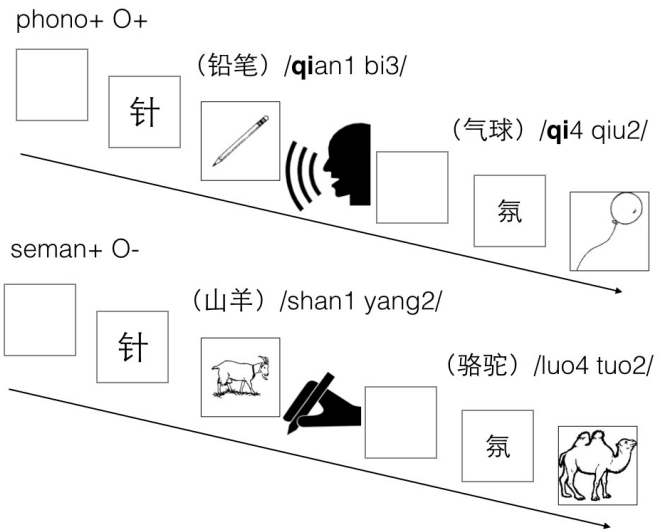 phono+ O+
(铅笔)/qian1 bi3/
针
(气球)/qi4 qiu2/
氛
seman+ O-
(山羊)/shan1 yang2/
针
(骆驼)/luo4 tuo2/
氛